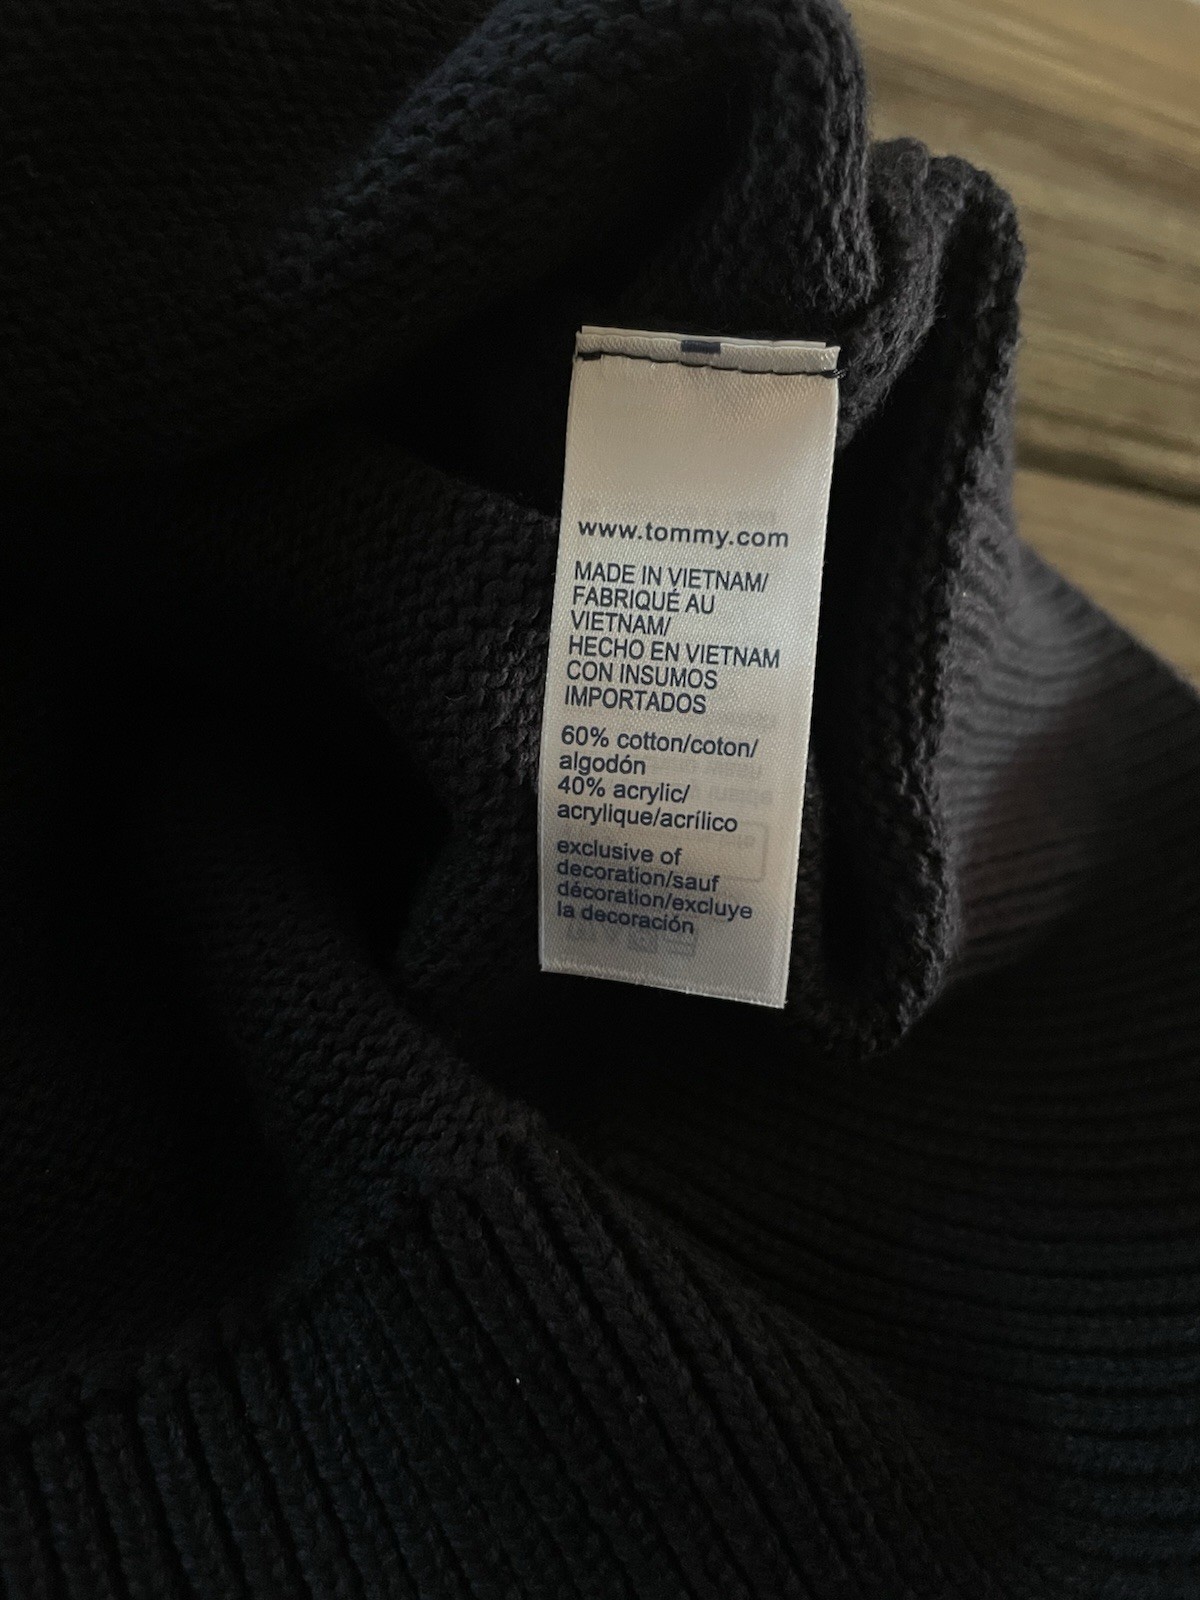 www.tommy.com
MADE IN VIETNAM/
FABRIQUÉ AU
VIETNAM/
HECHO EN VIETNAM
CON INSUMOS
IMPORTADOS
60% cotton/coton/
algodón
40% acrylic/
acrylique/acrílico
exclusive of
decoration/sauf
décoration/excluye
la decoración